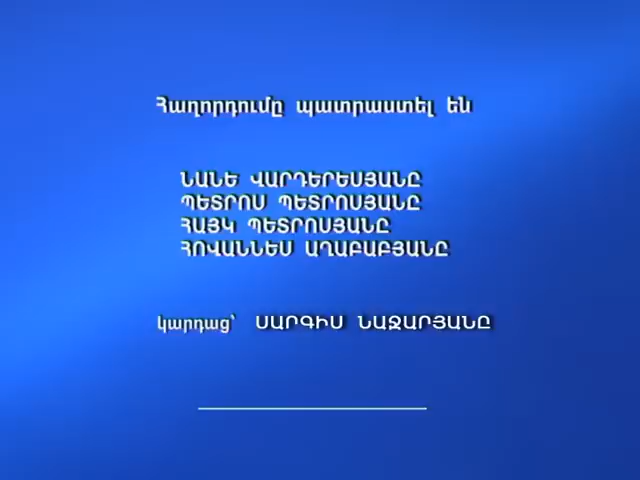 Հաղորդումը պատրաստել են
ՆԱՆԵ ՎԱՐԴԵՐԵՍՅԱՆԸ
ՊԵՏՐՈՍ ՊԵՏՐՈՍՅԱՆԸ
ՀԱՅԿ ՊԵՏՐՈՍՅԱՆԸ
ՀՈՎԱՆՆԵՍ ԱՂԱԲԱԲՅԱՆԸ
կարդաց՝ ՍԱՐԳԻՍ ՆԱՋԱՐՅԱՆԸ